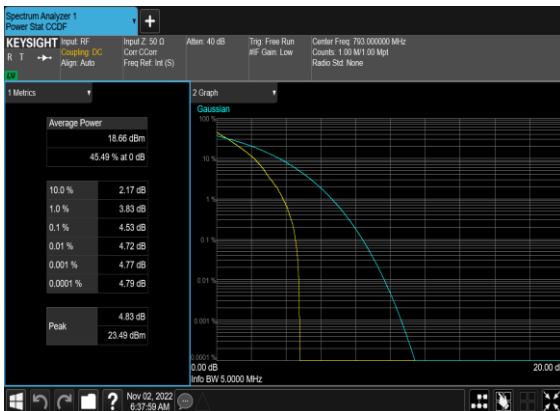 Spectrum Analyzer 1
Power Stat CCDF
KEYSIGHT
R T
LXI
Input: RF
Coupling: DC
Align: Auto
Input Z: 50 Ω
Corr CCorr
Freq Ref: Int (S)
Atten: 40 dB
Trig: Free Run
#IF Gain: Low
Center Freq: 793.000000 MHz
Counts: 1.00 M/1.00 Mpt
Radio Std: None
1 Metrics
Average Power
18.66 dBm
45.49 % at 0 dB
10.0 % 2.17 dB
1.0 % 3.83 dB
0.1 % 4.53 dB
0.01 % 4.72 dB
0.001 % 4.77 dB
0.0001 % 4.79 dB
Peak
4.83 dB
23.49 dBm
2 Graph
Gaussian
100 %
10 %
1 %
0.1 %
0.01 %
0.001 %
0.0001 %
0.00 dB
20.00 d
Info BW 5.0000 MHz
Nov 02, 2022
6:37:59 AM